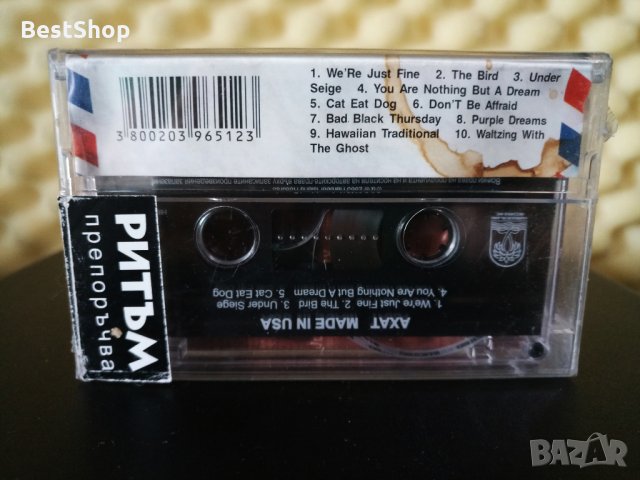 BestShop
1. We'Re Just Fine 2. The Bird 3. Under
Seige 4. You Are Nothing But A Dream
5. Cat Eat Dog 6. Don'T Be Affraid
7. Bad Black Thursday 8. Purple Dreams
9. Hawaiian Traditional 10. Waltzing With
The Ghost
3 800203 965123
РИТЪМ
препоръчва
АХАТ MADE IN USA
1. We're Just Fine 2. The Bird 3. Under Siege
4. You Are Nothing But A Dream 5. Cat Eat Dog
BAZAR